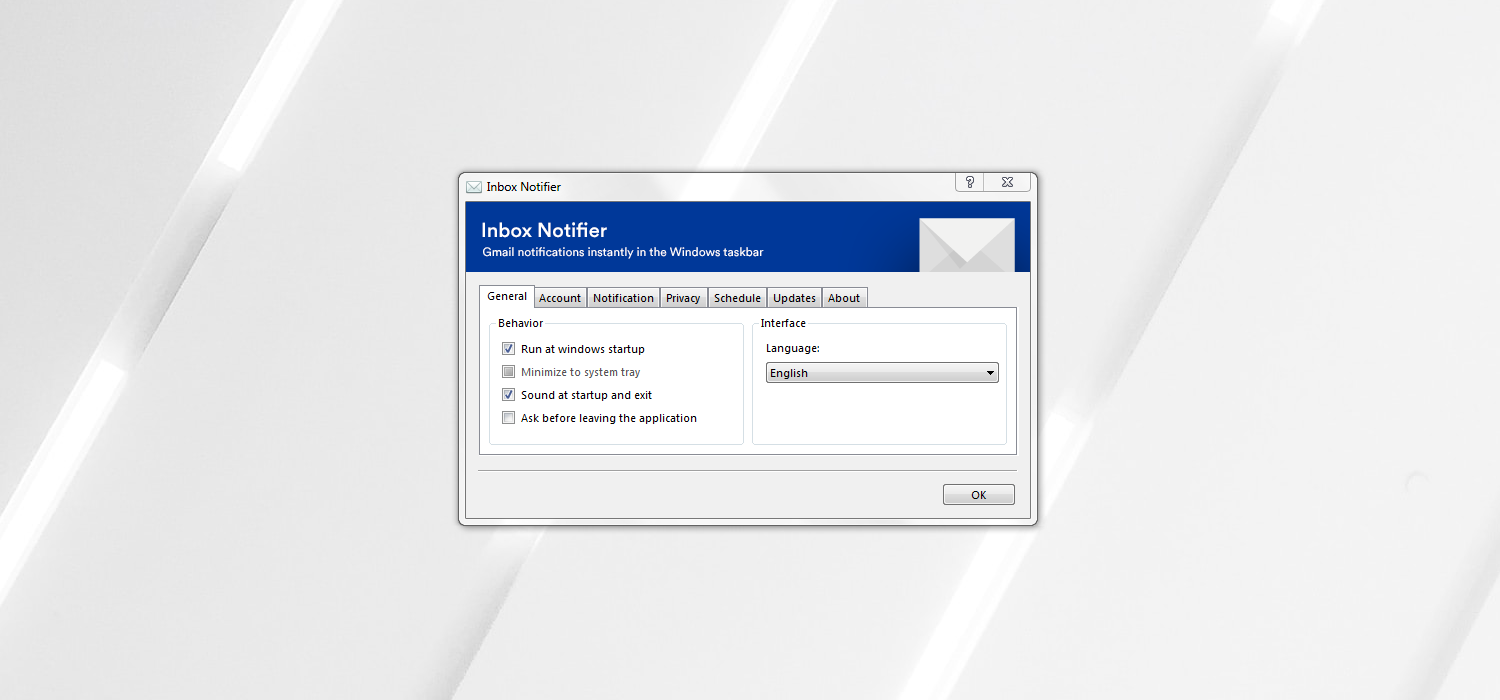 Inbox Notifier
Inbox Notifier
Gmail notifications instantly in the Windows taskbar
General Account Notification Privacy Schedule Updates About
Behavior
Run at windows startup
Minimize to system tray
Sound at startup and exit
Ask before leaving the application
Interface
Language:
English
OK